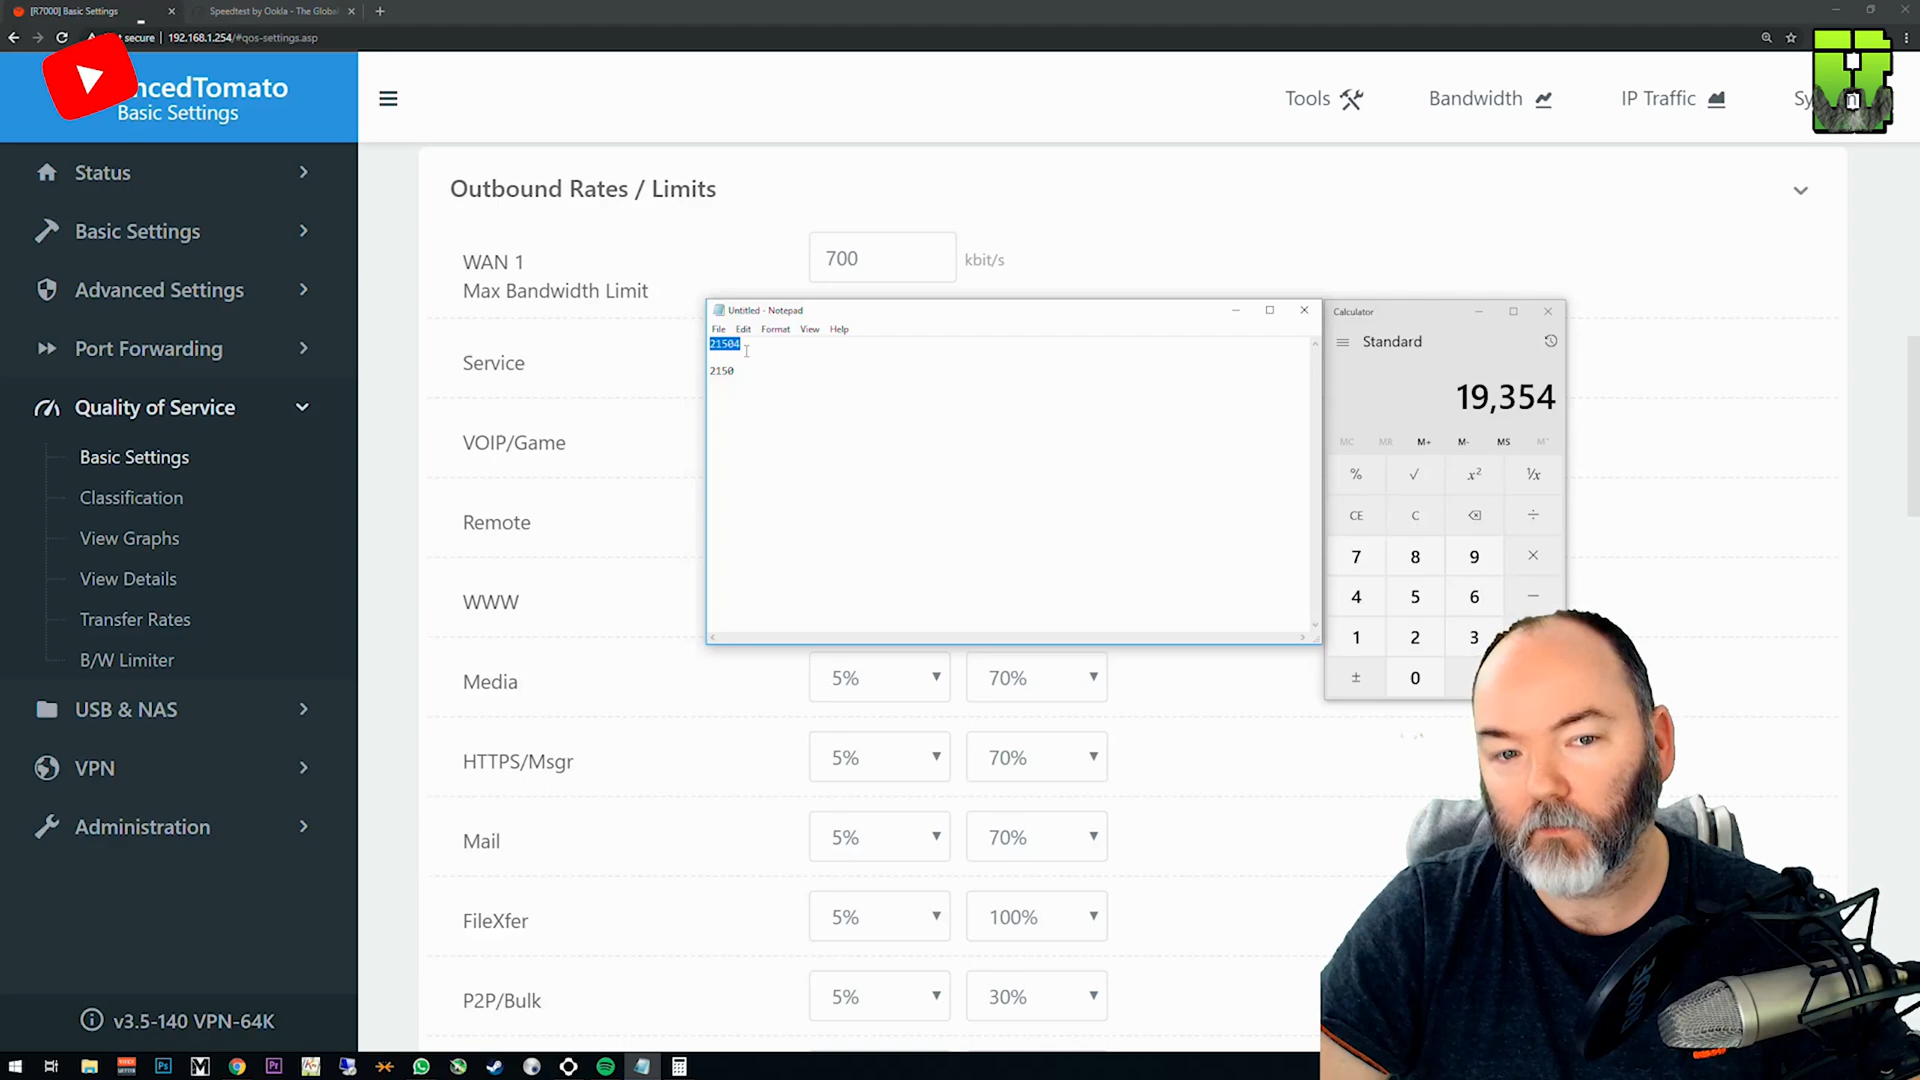 [R7000] Basic Settings
Speedtest by Ookla - The Global
secure
192.168.1.254/#qos-settings.asp
ncedTomato
Basic Settings
Tools
Bandwidth
IP Traffic
Sy
Status
Basic Settings
Advanced Settings
Port Forwarding
Quality of Service
Basic Settings
Classification
View Graphs
View Details
Transfer Rates
B/W Limiter
USB & NAS
VPN
Administration
v3.5-140 VPN-64K
Outbound Rates / Limits
WAN 1
Max Bandwidth Limit
700
kbit/s
Service
VOIP/Game
Remote
WWW
Media
5%
70%
HTTPS/Msgr
5%
70%
Mail
5%
70%
FileXfer
5%
100%
P2P/Bulk
5%
30%
Untitled - Notepad
File Edit Format View Help
21504
2150
Calculator
Standard
19,354
MC MR M+ M- MS M˅
% √ x² ¹/x
CE C ⌫ ÷
7 8 9 ×
4 5 6 −
1 2 3
± 0
RODE